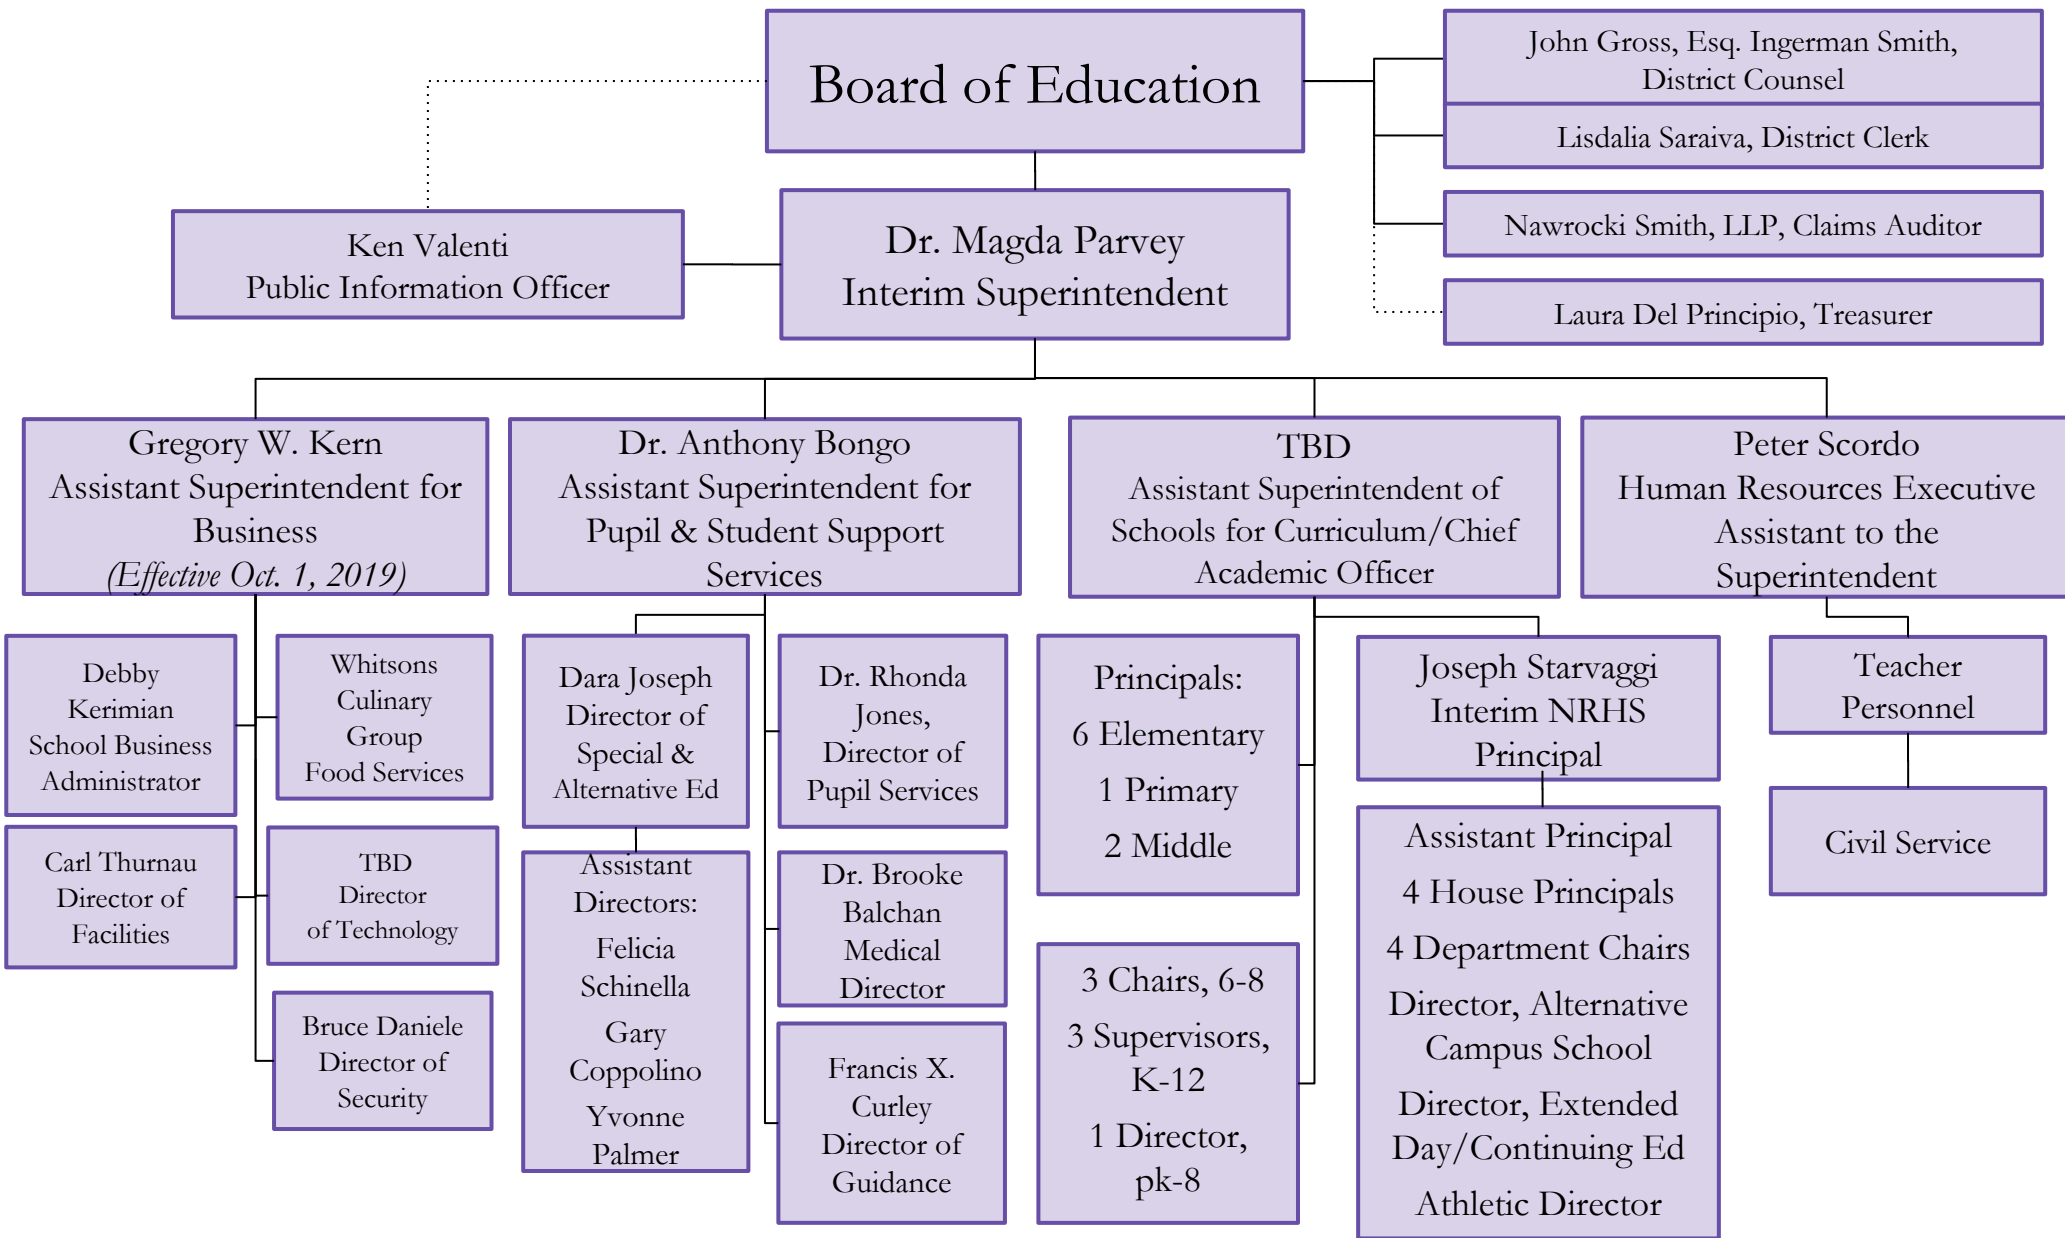 Board of Education
John Gross, Esq. Ingerman Smith,
District Counsel
Lisdalia Saraiva, District Clerk
Nawrocki Smith, LLP, Claims Auditor
Laura Del Principio, Treasurer
Ken Valenti
Public Information Officer
Dr. Magda Parvey
Interim Superintendent
Gregory W. Kern
Assistant Superintendent for
Business
(Effective Oct. 1, 2019)
Dr. Anthony Bongo
Assistant Superintendent for
Pupil & Student Support
Services
TBD
Assistant Superintendent of
Schools for Curriculum/Chief
Academic Officer
Peter Scordo
Human Resources Executive
Assistant to the
Superintendent
Debby
Kerimian
School Business
Administrator
Whitsons
Culinary
Group
Food Services
Carl Thurnau
Director of
Facilities
TBD
Director
of Technology
Bruce Daniele
Director of
Security
Dara Joseph
Director of
Special &
Alternative Ed
Assistant
Directors:
Felicia
Schinella
Gary
Coppolino
Yvonne
Palmer
Dr. Rhonda
Jones,
Director of
Pupil Services
Dr. Brooke
Balchan
Medical
Director
Francis X.
Curley
Director of
Guidance
Principals:
6 Elementary
1 Primary
2 Middle
3 Chairs, 6-8
3 Supervisors,
K-12
1 Director,
pk-8
Joseph Starvaggi
Interim NRHS
Principal
Assistant Principal
4 House Principals
4 Department Chairs
Director, Alternative
Campus School
Director, Extended
Day/Continuing Ed
Athletic Director
Teacher
Personnel
Civil Service